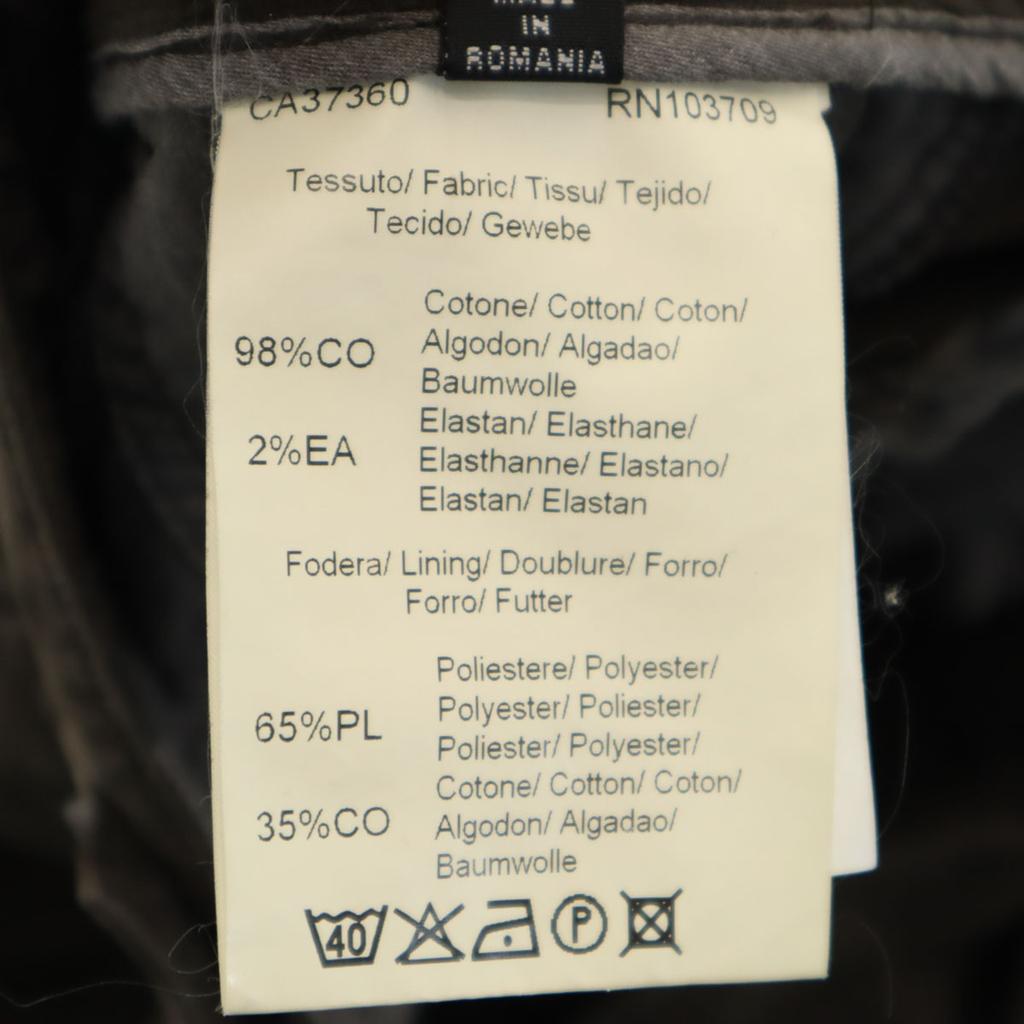 IN
ROMANIA
CA37360 RN103709
Tessuto/ Fabric/ Tissu/ Tejido/
Tecido/ Gewebe
98%CO Cotone/ Cotton/ Coton/
Algodon/ Algadao/
Baumwolle
2%EA Elastan/ Elasthane/
Elasthanne/ Elastano/
Elastan/ Elastan
Fodera/ Lining/ Doublure/ Forro/
Forro/ Futter
65%PL Poliestere/ Polyester/
Polyester/ Poliester/
Poliester/ Polyester/
35%CO Cotone/ Cotton/ Coton/
Algodon/ Algadao/
Baumwolle
40 P